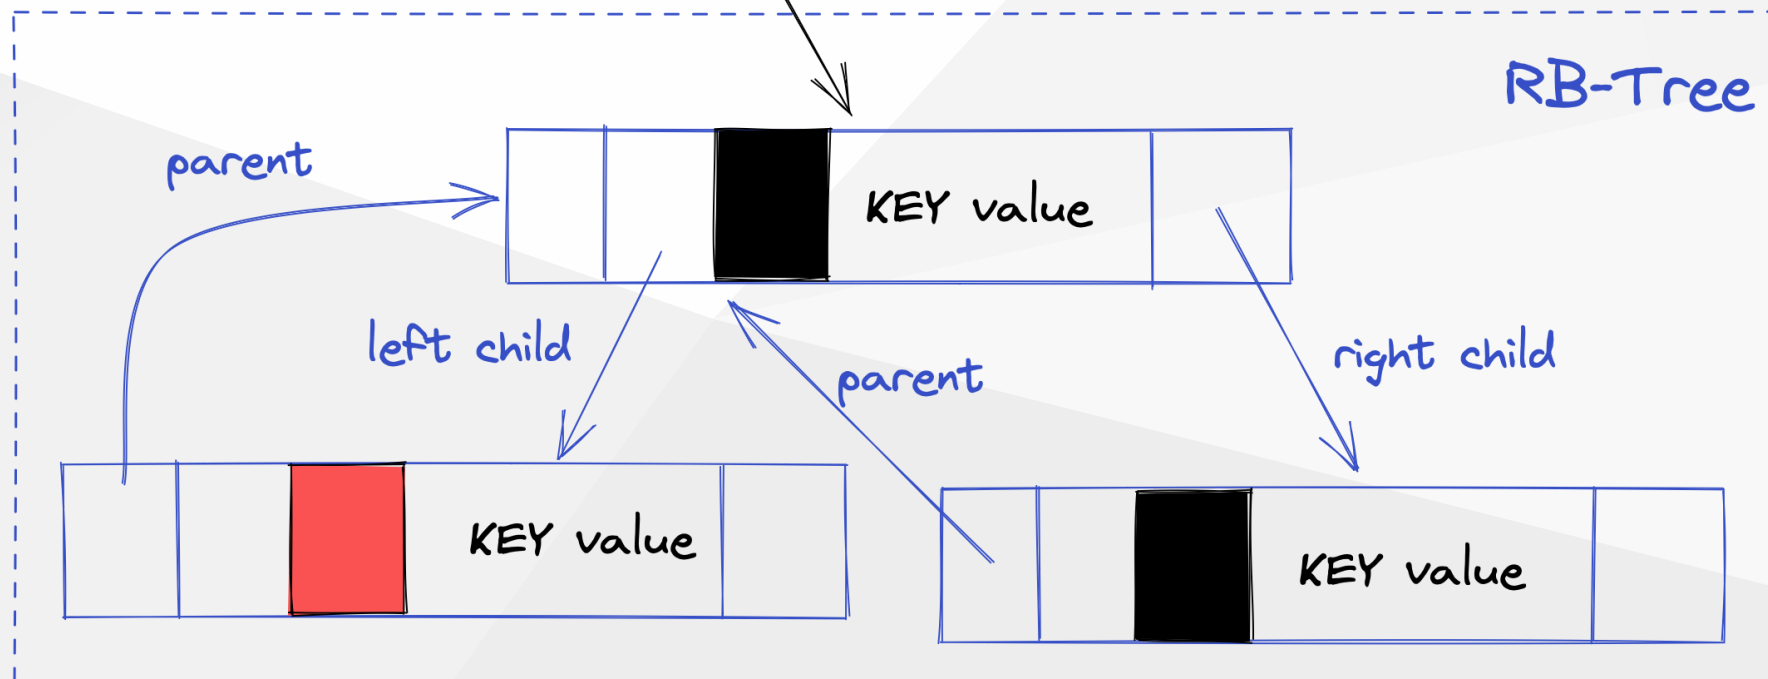 RB-Tree
parent
KEY value
left child
parent
right child
KEY value
KEY value